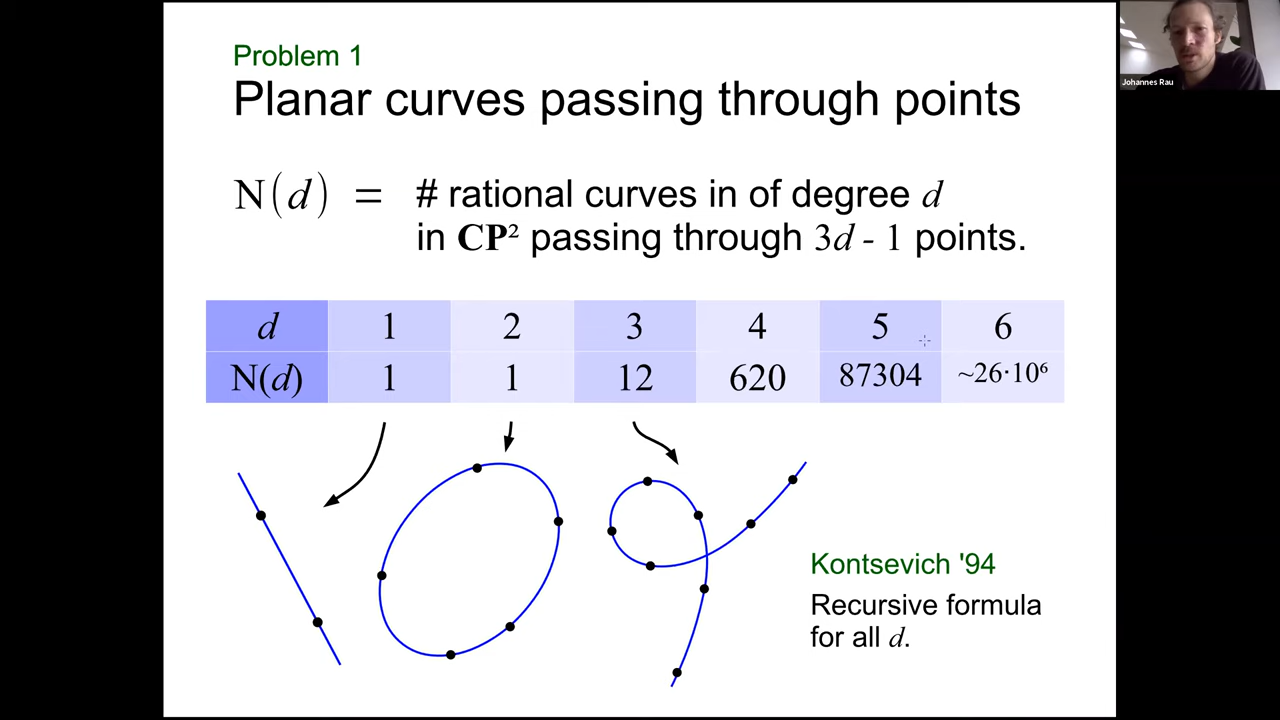 Problem 1
Planar curves passing through points
N(d) = # rational curves in of degree d
in CP² passing through 3d - 1 points.
d 1 2 3 4 5 6
N(d) 1 1 12 620 87304 ~26·10⁶
Kontsevich '94
Recursive formula
for all d.
Johannes Rau